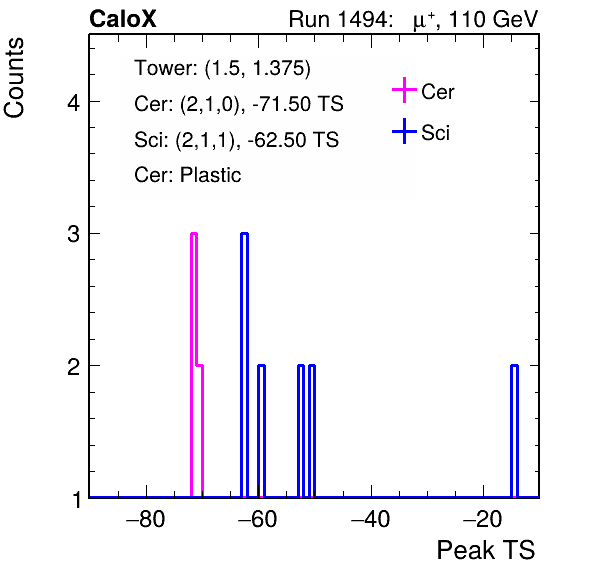 CaloX Run 1494: μ⁺, 110 GeV
Counts
Tower: (1.5, 1.375)
Cer: (2,1,0), -71.50 TS
Sci: (2,1,1), -62.50 TS
Cer: Plastic
Cer
Sci
4
3
2
1
−80 −60 −40 −20
Peak TS